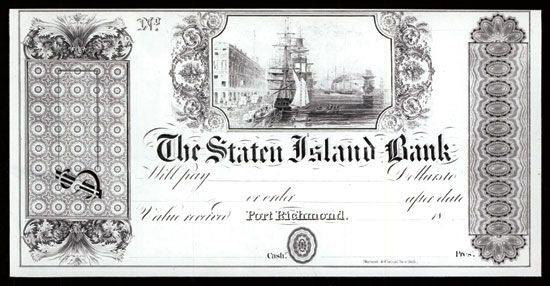 No.
The Staten Island Bank
Will pay Dollars to
or order after date
Value received Port Richmond. 18
$
Cash. Pres.